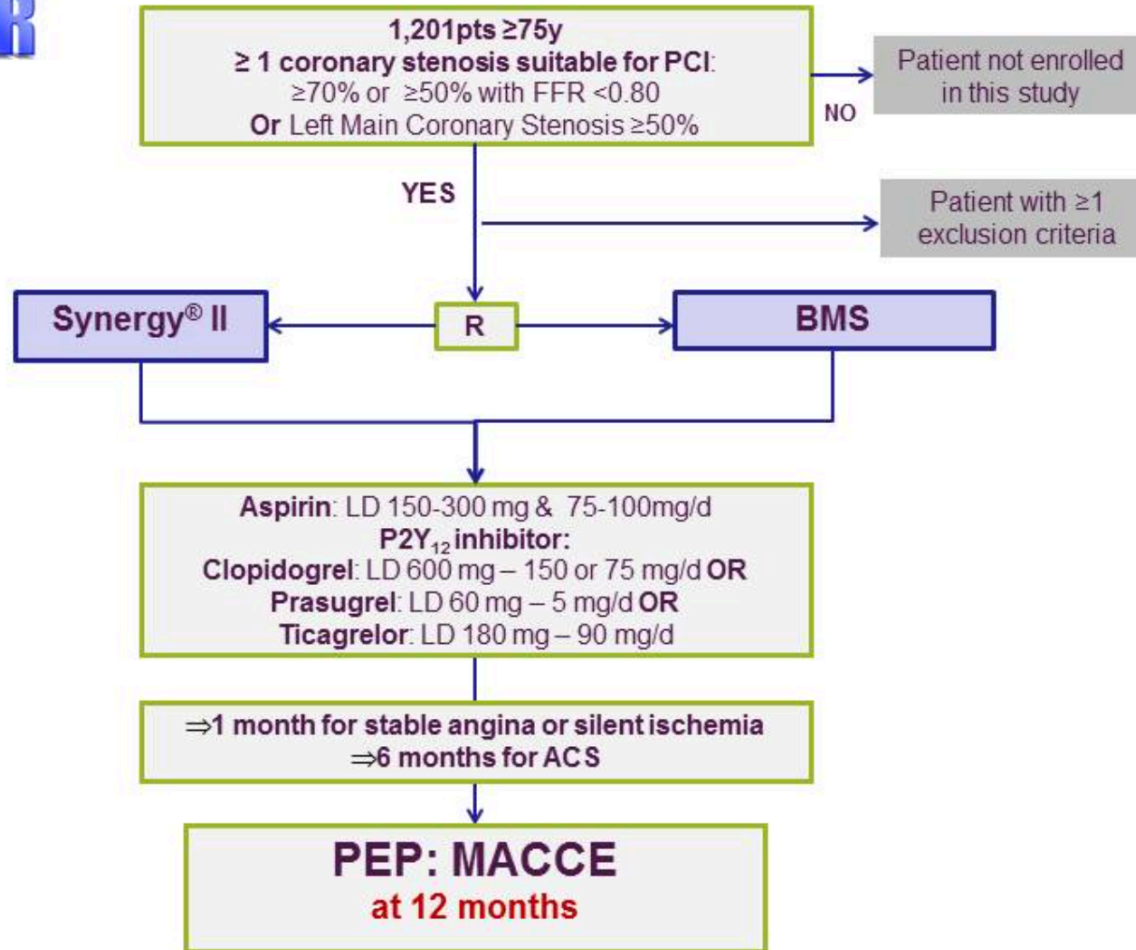 R
1,201pts ≥75y
≥ 1 coronary stenosis suitable for PCI:
≥70% or ≥50% with FFR <0.80
Or Left Main Coronary Stenosis ≥50%
Patient not enrolled
in this study
NO
YES
Patient with ≥1
exclusion criteria
Synergy® II
R
BMS
Aspirin: LD 150-300 mg & 75-100mg/d
P2Y₁₂ inhibitor:
Clopidogrel: LD 600 mg – 150 or 75 mg/d OR
Prasugrel: LD 60 mg – 5 mg/d OR
Ticagrelor: LD 180 mg – 90 mg/d
⇒1 month for stable angina or silent ischemia
⇒6 months for ACS
PEP: MACCE
at 12 months